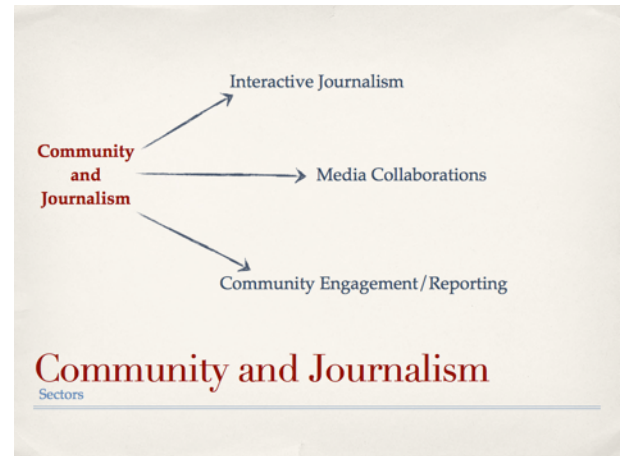 Interactive Journalism
Community
and
Journalism
Media Collaborations
Community Engagement/Reporting
Community and Journalism
Sectors